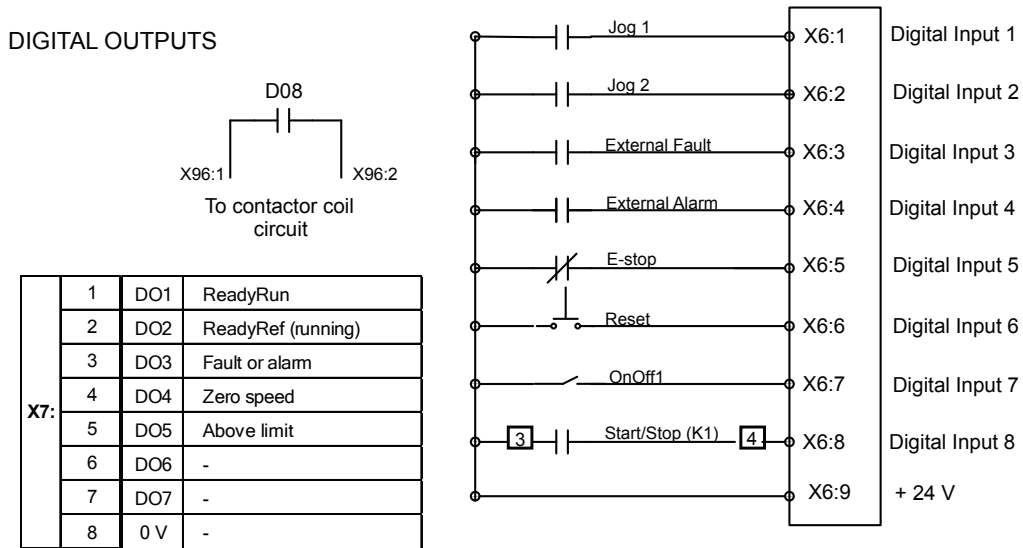 DIGITAL OUTPUTS
D08
X96:1
X96:2
To contactor coil
circuit
X7:
1 DO1 ReadyRun
2 DO2 ReadyRef (running)
3 DO3 Fault or alarm
4 DO4 Zero speed
5 DO5 Above limit
6 DO6 -
7 DO7 -
8 0 V -
Jog 1 X6:1 Digital Input 1
Jog 2 X6:2 Digital Input 2
External Fault X6:3 Digital Input 3
External Alarm X6:4 Digital Input 4
E-stop X6:5 Digital Input 5
Reset X6:6 Digital Input 6
OnOff1 X6:7 Digital Input 7
3 Start/Stop (K1) 4 X6:8 Digital Input 8
X6:9 + 24 V